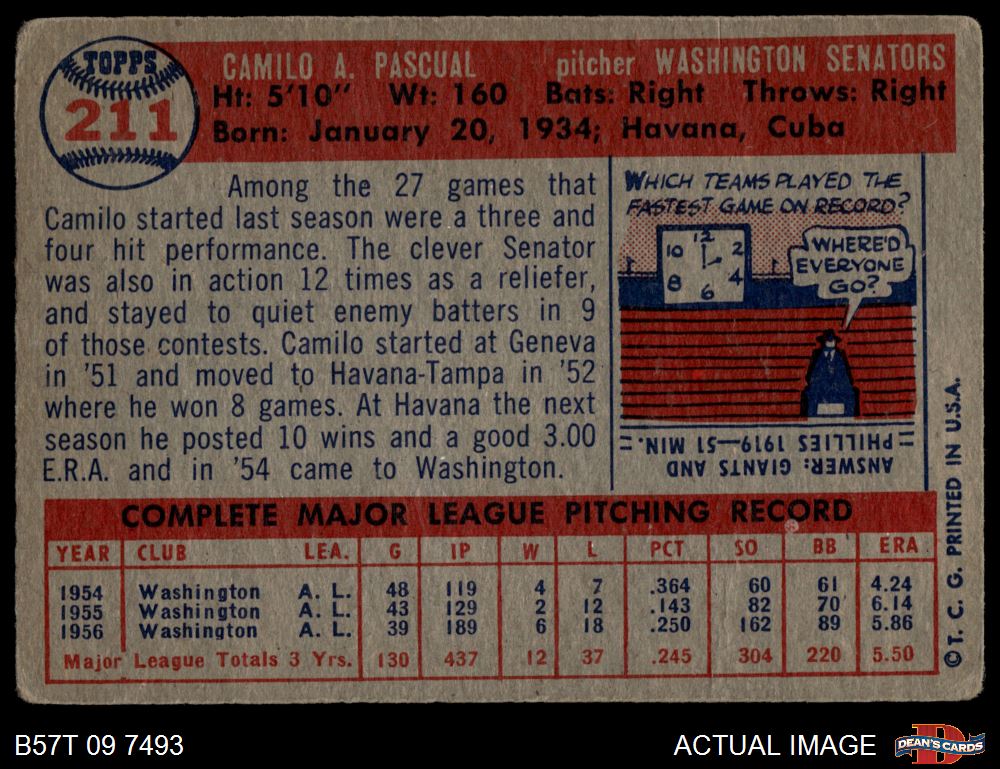 TOPPS
211
CAMILO A. PASCUAL pitcher WASHINGTON SENATORS
Ht: 5'10" Wt: 160 Bats: Right Throws: Right
Born: January 20, 1934; Havana, Cuba
Among the 27 games that
Camilo started last season were a three and
four hit performance. The clever Senator
was also in action 12 times as a reliefer,
and stayed to quiet enemy batters in 9
of those contests. Camilo started at Geneva
in '51 and moved to Havana-Tampa in '52
where he won 8 games. At Havana the next
season he posted 10 wins and a good 3.00
E.R.A. and in '54 came to Washington.
WHICH TEAMS PLAYED THE
FASTEST GAME ON RECORD?
12
10 2
8 4
6
WHERE'D
EVERYONE
GO?
ANSWER: GIANTS AND
PHILLIES 1919—51 MIN.
COMPLETE MAJOR LEAGUE PITCHING RECORD
YEAR CLUB LEA. G IP W L PCT SO BB ERA
1954 Washington A. L. 48 119 4 7 .364 60 61 4.24
1955 Washington A. L. 43 129 2 12 .143 82 70 6.14
1956 Washington A. L. 39 189 6 18 .250 162 89 5.86
Major League Totals 3 Yrs. 130 437 12 37 .245 304 220 5.50
© T. C. G. PRINTED IN U.S.A.
B57T 09 7493
ACTUAL IMAGE
D
DEAN'S CARDS